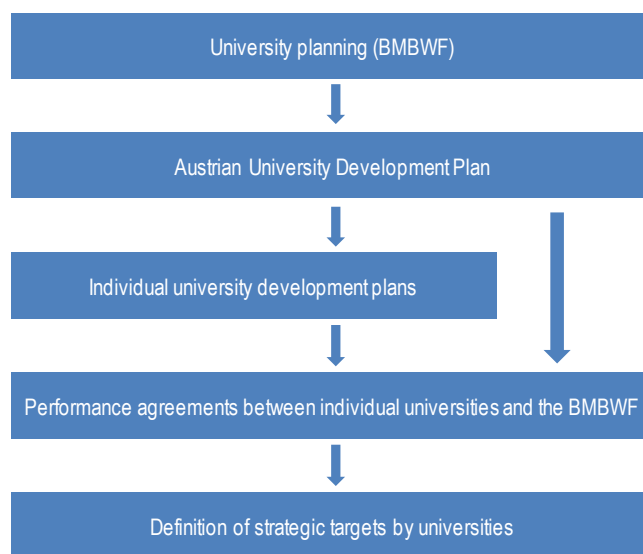 University planning (BMBWF)
Austrian University Development Plan
Individual university development plans
Performance agreements between individual universities and the BMBWF
Definition of strategic targets by universities